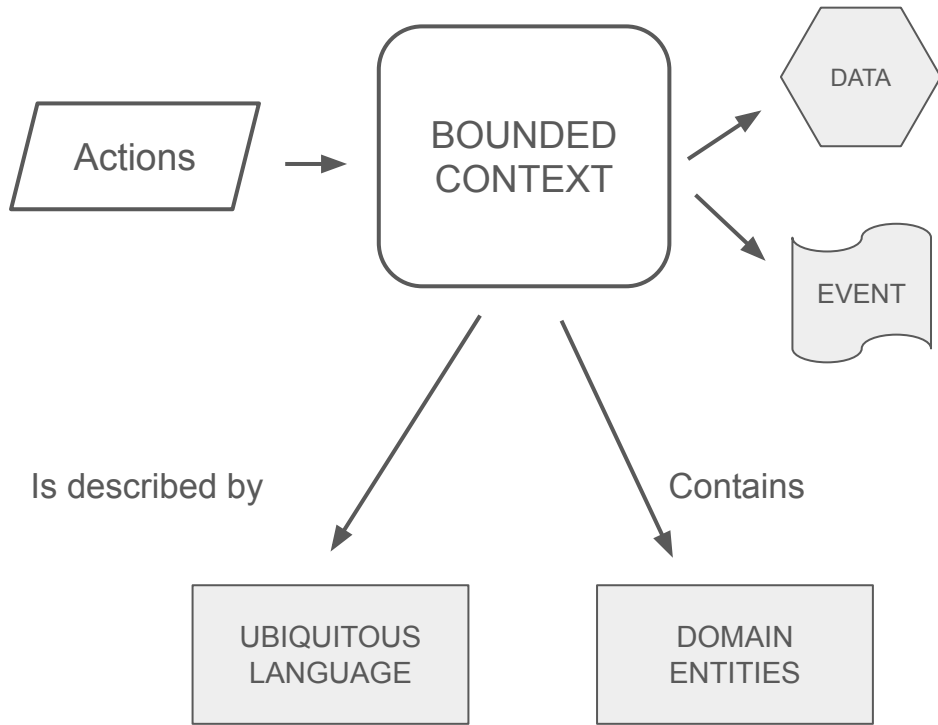 DATA
BOUNDED
CONTEXT
Actions
EVENT
Is described by
Contains
UBIQUITOUS
LANGUAGE
DOMAIN
ENTITIES